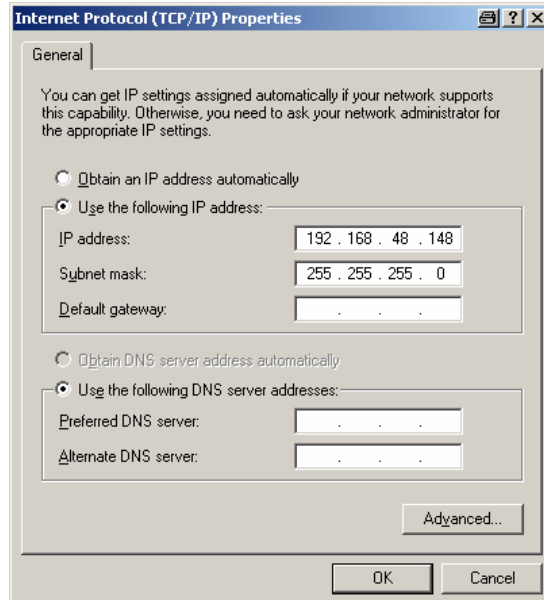 Internet Protocol (TCP/IP) Properties
General
You can get IP settings assigned automatically if your network supports
this capability. Otherwise, you need to ask your network administrator for
the appropriate IP settings.
Obtain an IP address automatically
Use the following IP address:
IP address: 192 . 168 . 48 . 148
Subnet mask: 255 . 255 . 255 . 0
Default gateway: . . .
Obtain DNS server address automatically
Use the following DNS server addresses:
Preferred DNS server: . . .
Alternate DNS server: . . .
Advanced...
OK Cancel